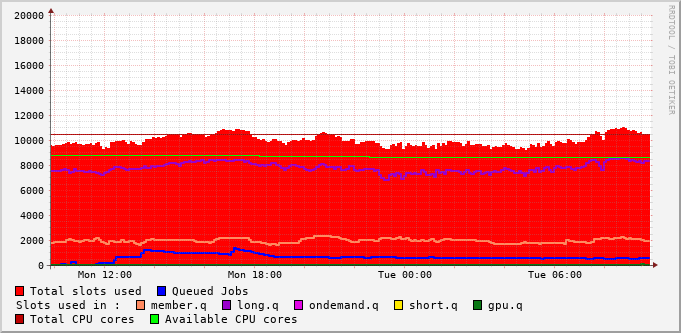 20000
18000
16000
14000
12000
10000
8000
6000
4000
2000
0
Mon 12:00 Mon 18:00 Tue 00:00 Tue 06:00
Total slots used Queued Jobs
Slots used in : member.q long.q ondemand.q short.q gpu.q
Total CPU cores Available CPU cores
RRDTOOL / TOBI OETIKER